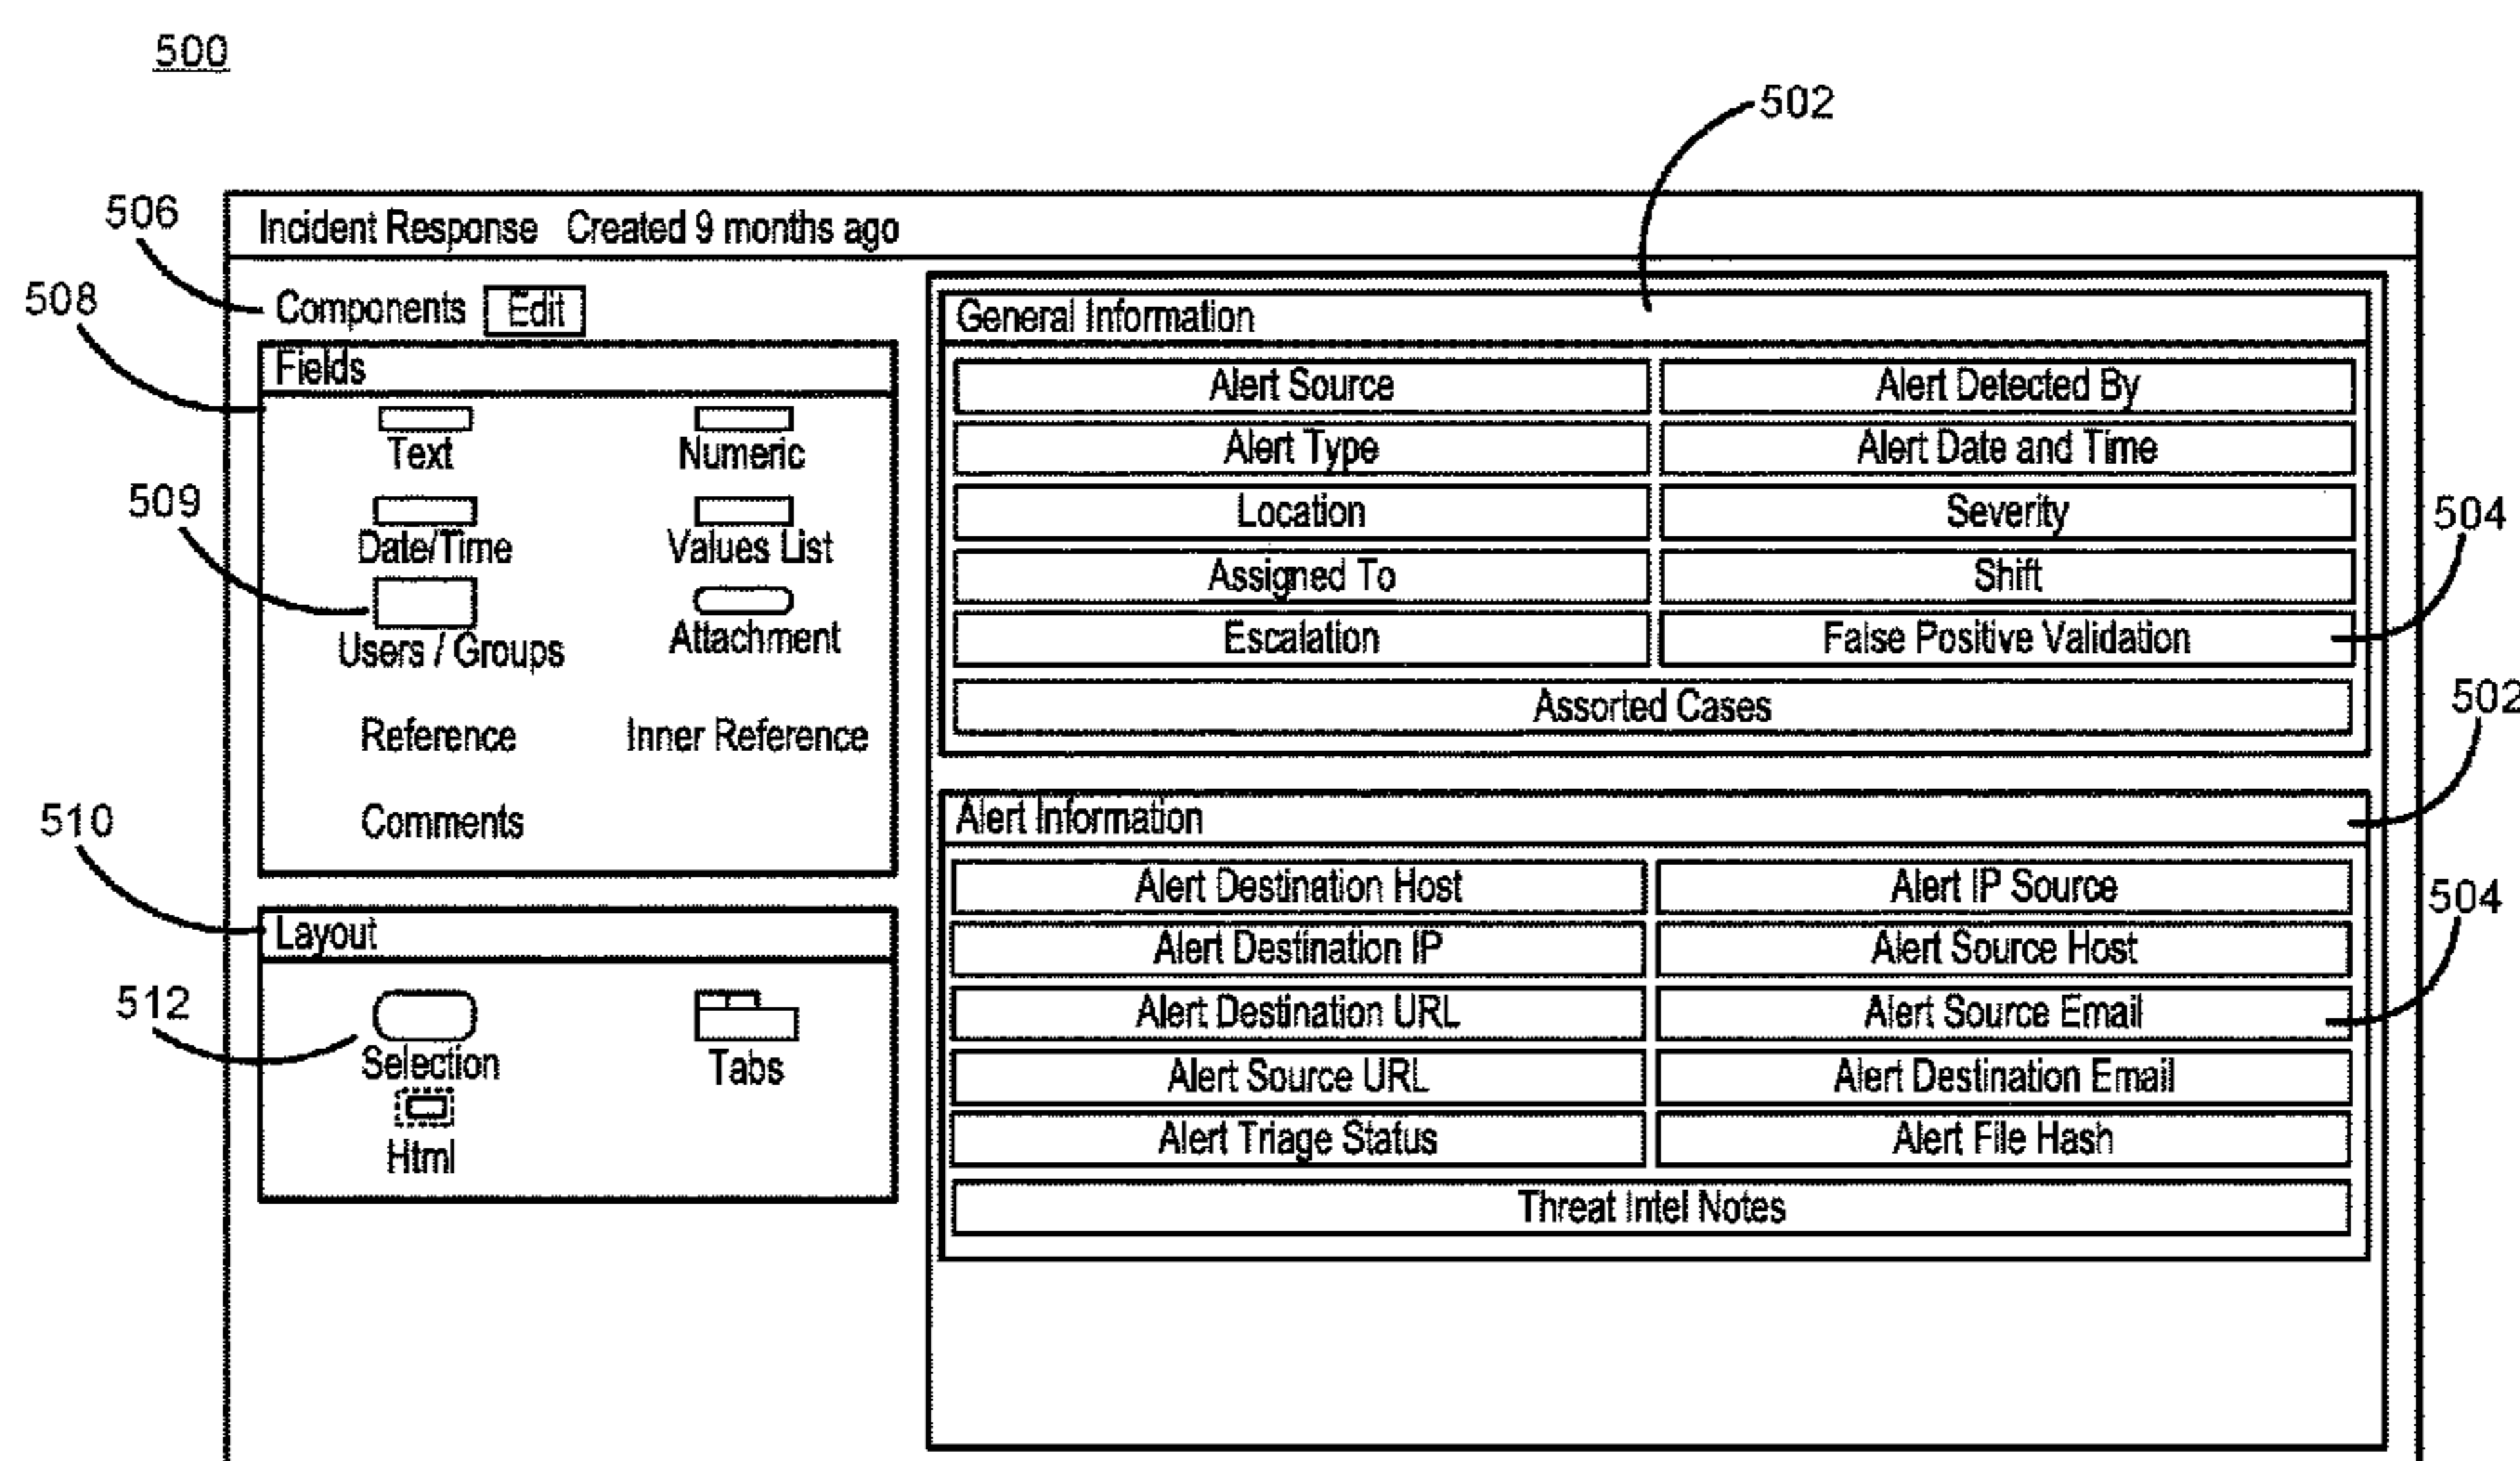 500
502
Incident Response Created 9 months ago
506
508
Components Edit
Fields
Text Numeric
509
Date/Time Values List
Users / Groups Attachment
Reference Inner Reference
Comments
510
Layout
512
Selection Tabs
Html
General Information
Alert Source Alert Detected By
Alert Type Alert Date and Time
Location Severity
504
Assigned To Shift
Escalation False Positive Validation
502
Assorted Cases
Alert Information
Alert Destination Host Alert IP Source
504
Alert Destination IP Alert Source Host
Alert Destination URL Alert Source Email
Alert Source URL Alert Destination Email
Alert Triage Status Alert File Hash
Threat Intel Notes